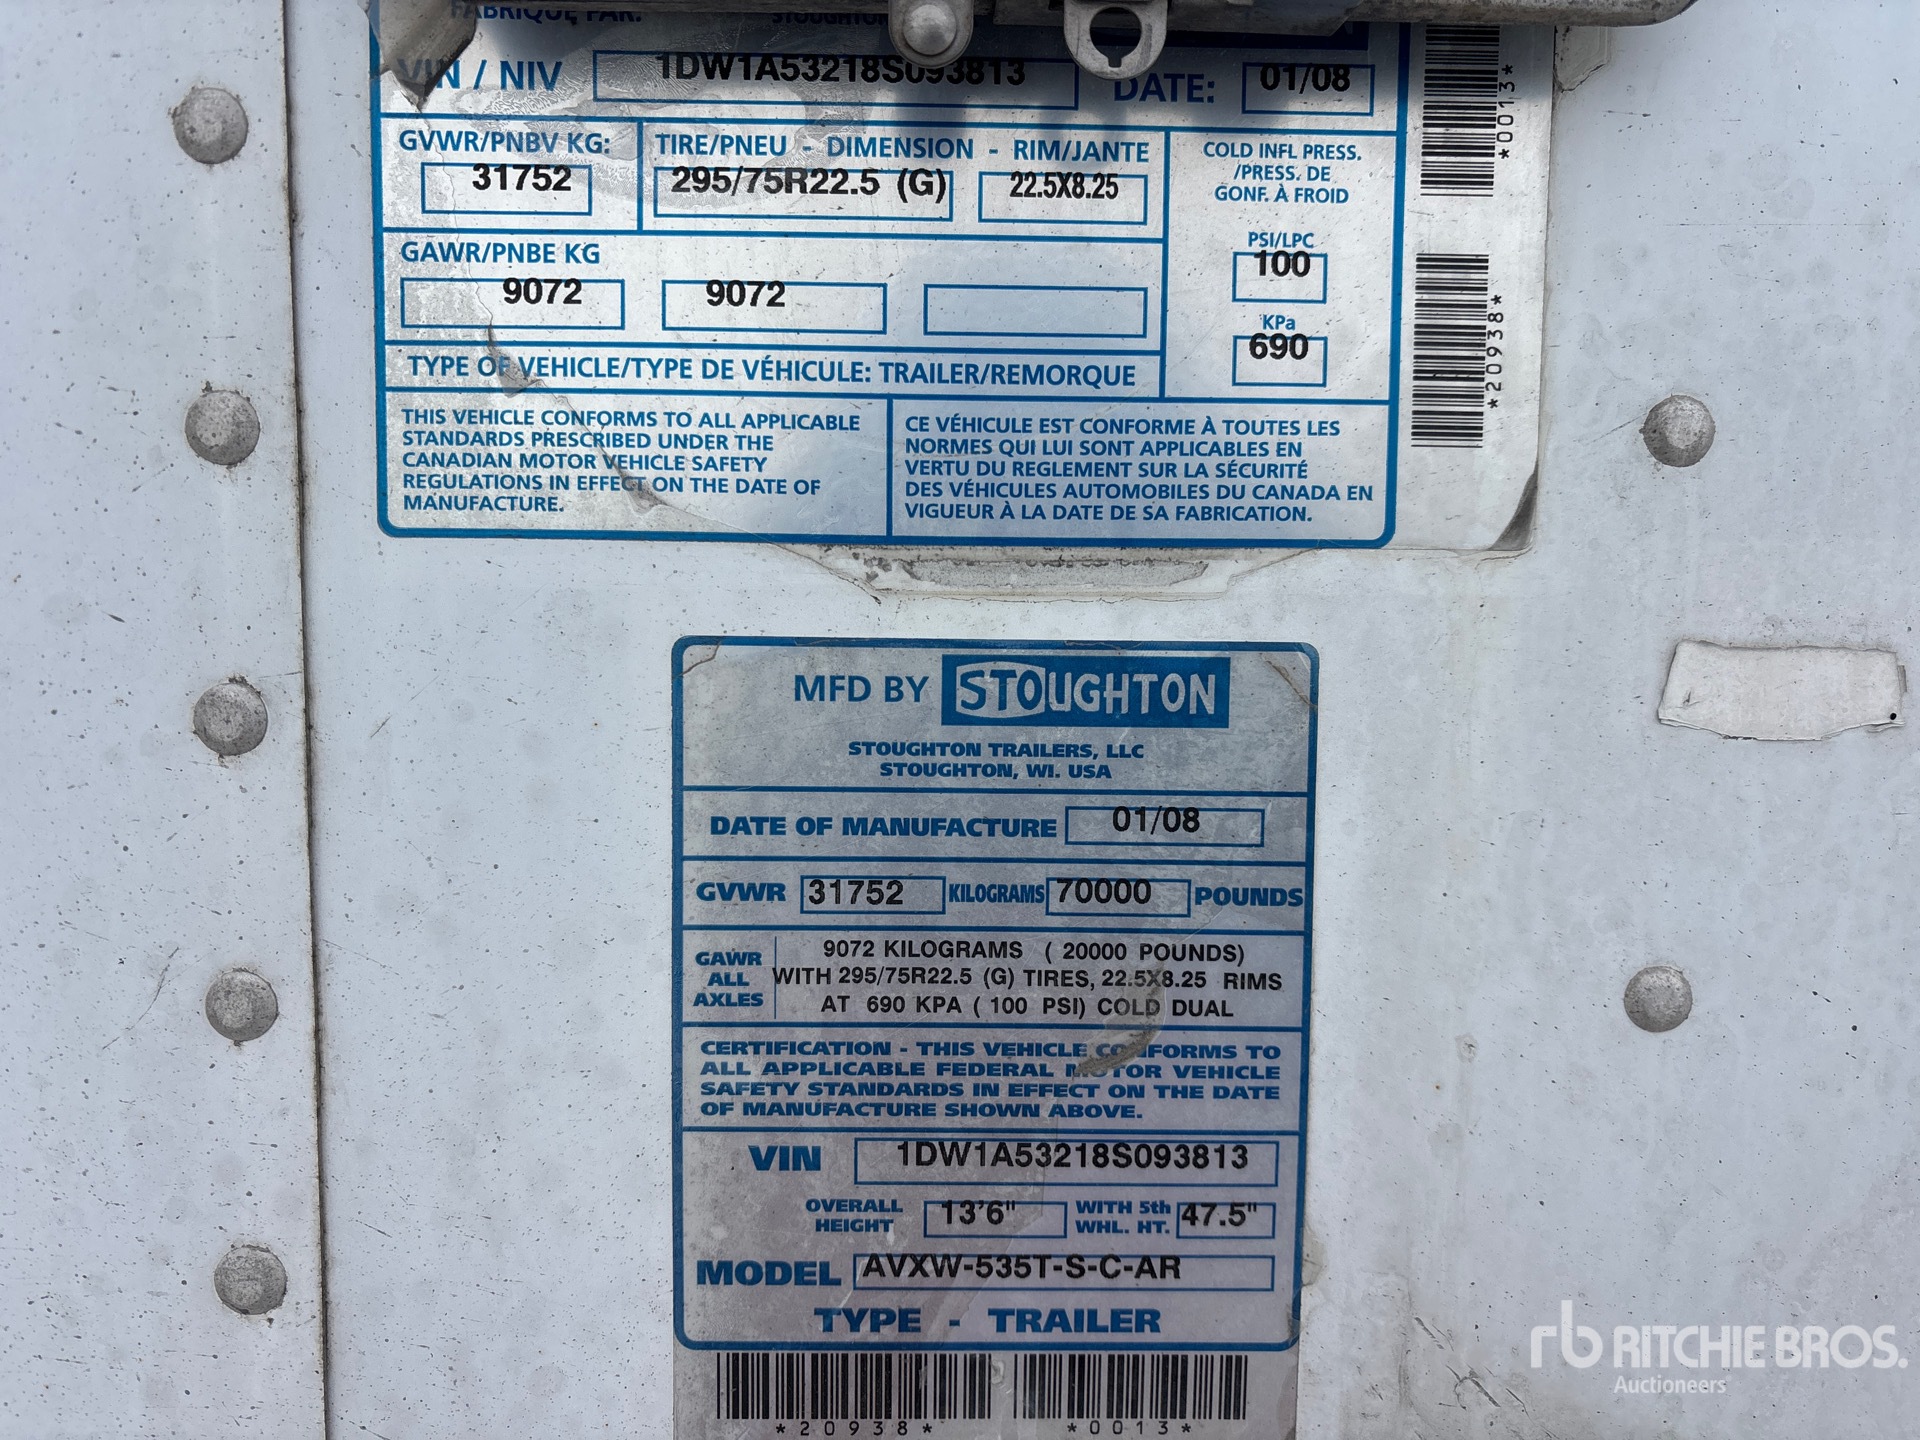 FABRIQUÉ PAR: STOUGHTON
VIN / NIV 1DW1A53218S093813 DATE: 01/08
GVWR/PNBV KG: 31752
TIRE/PNEU - DIMENSION - RIM/JANTE
295/75R22.5 (G) 22.5X8.25
COLD INFL PRESS.
/PRESS. DE
GONF. À FROID
PSI/LPC
100
KPa
690
GAWR/PNBE KG
9072 9072
TYPE OF VEHICLE/TYPE DE VÉHICULE: TRAILER/REMORQUE
THIS VEHICLE CONFORMS TO ALL APPLICABLE
STANDARDS PRESCRIBED UNDER THE
CANADIAN MOTOR VEHICLE SAFETY
REGULATIONS IN EFFECT ON THE DATE OF
MANUFACTURE.
CE VÉHICULE EST CONFORME À TOUTES LES
NORMES QUI LUI SONT APPLICABLES EN
VERTU DU REGLEMENT SUR LA SÉCURITÉ
DES VÉHICULES AUTOMOBILES DU CANADA EN
VIGUEUR À LA DATE DE SA FABRICATION.
*0013*
*20938*
MFD BY STOUGHTON
STOUGHTON TRAILERS, LLC
STOUGHTON, WI. USA
DATE OF MANUFACTURE 01/08
GVWR 31752 KILOGRAMS 70000 POUNDS
GAWR
ALL
AXLES
9072 KILOGRAMS ( 20000 POUNDS)
WITH 295/75R22.5 (G) TIRES, 22.5X8.25 RIMS
AT 690 KPA ( 100 PSI) COLD DUAL
CERTIFICATION - THIS VEHICLE CONFORMS TO
ALL APPLICABLE FEDERAL MOTOR VEHICLE
SAFETY STANDARDS IN EFFECT ON THE DATE
OF MANUFACTURE SHOWN ABOVE.
VIN 1DW1A53218S093813
OVERALL HEIGHT 13'6" WITH 5th WHL. HT. 47.5"
MODEL AVXW-535T-S-C-AR
TYPE - TRAILER
*20938* *0013*
rb RITCHIE BROS.
Auctioneers